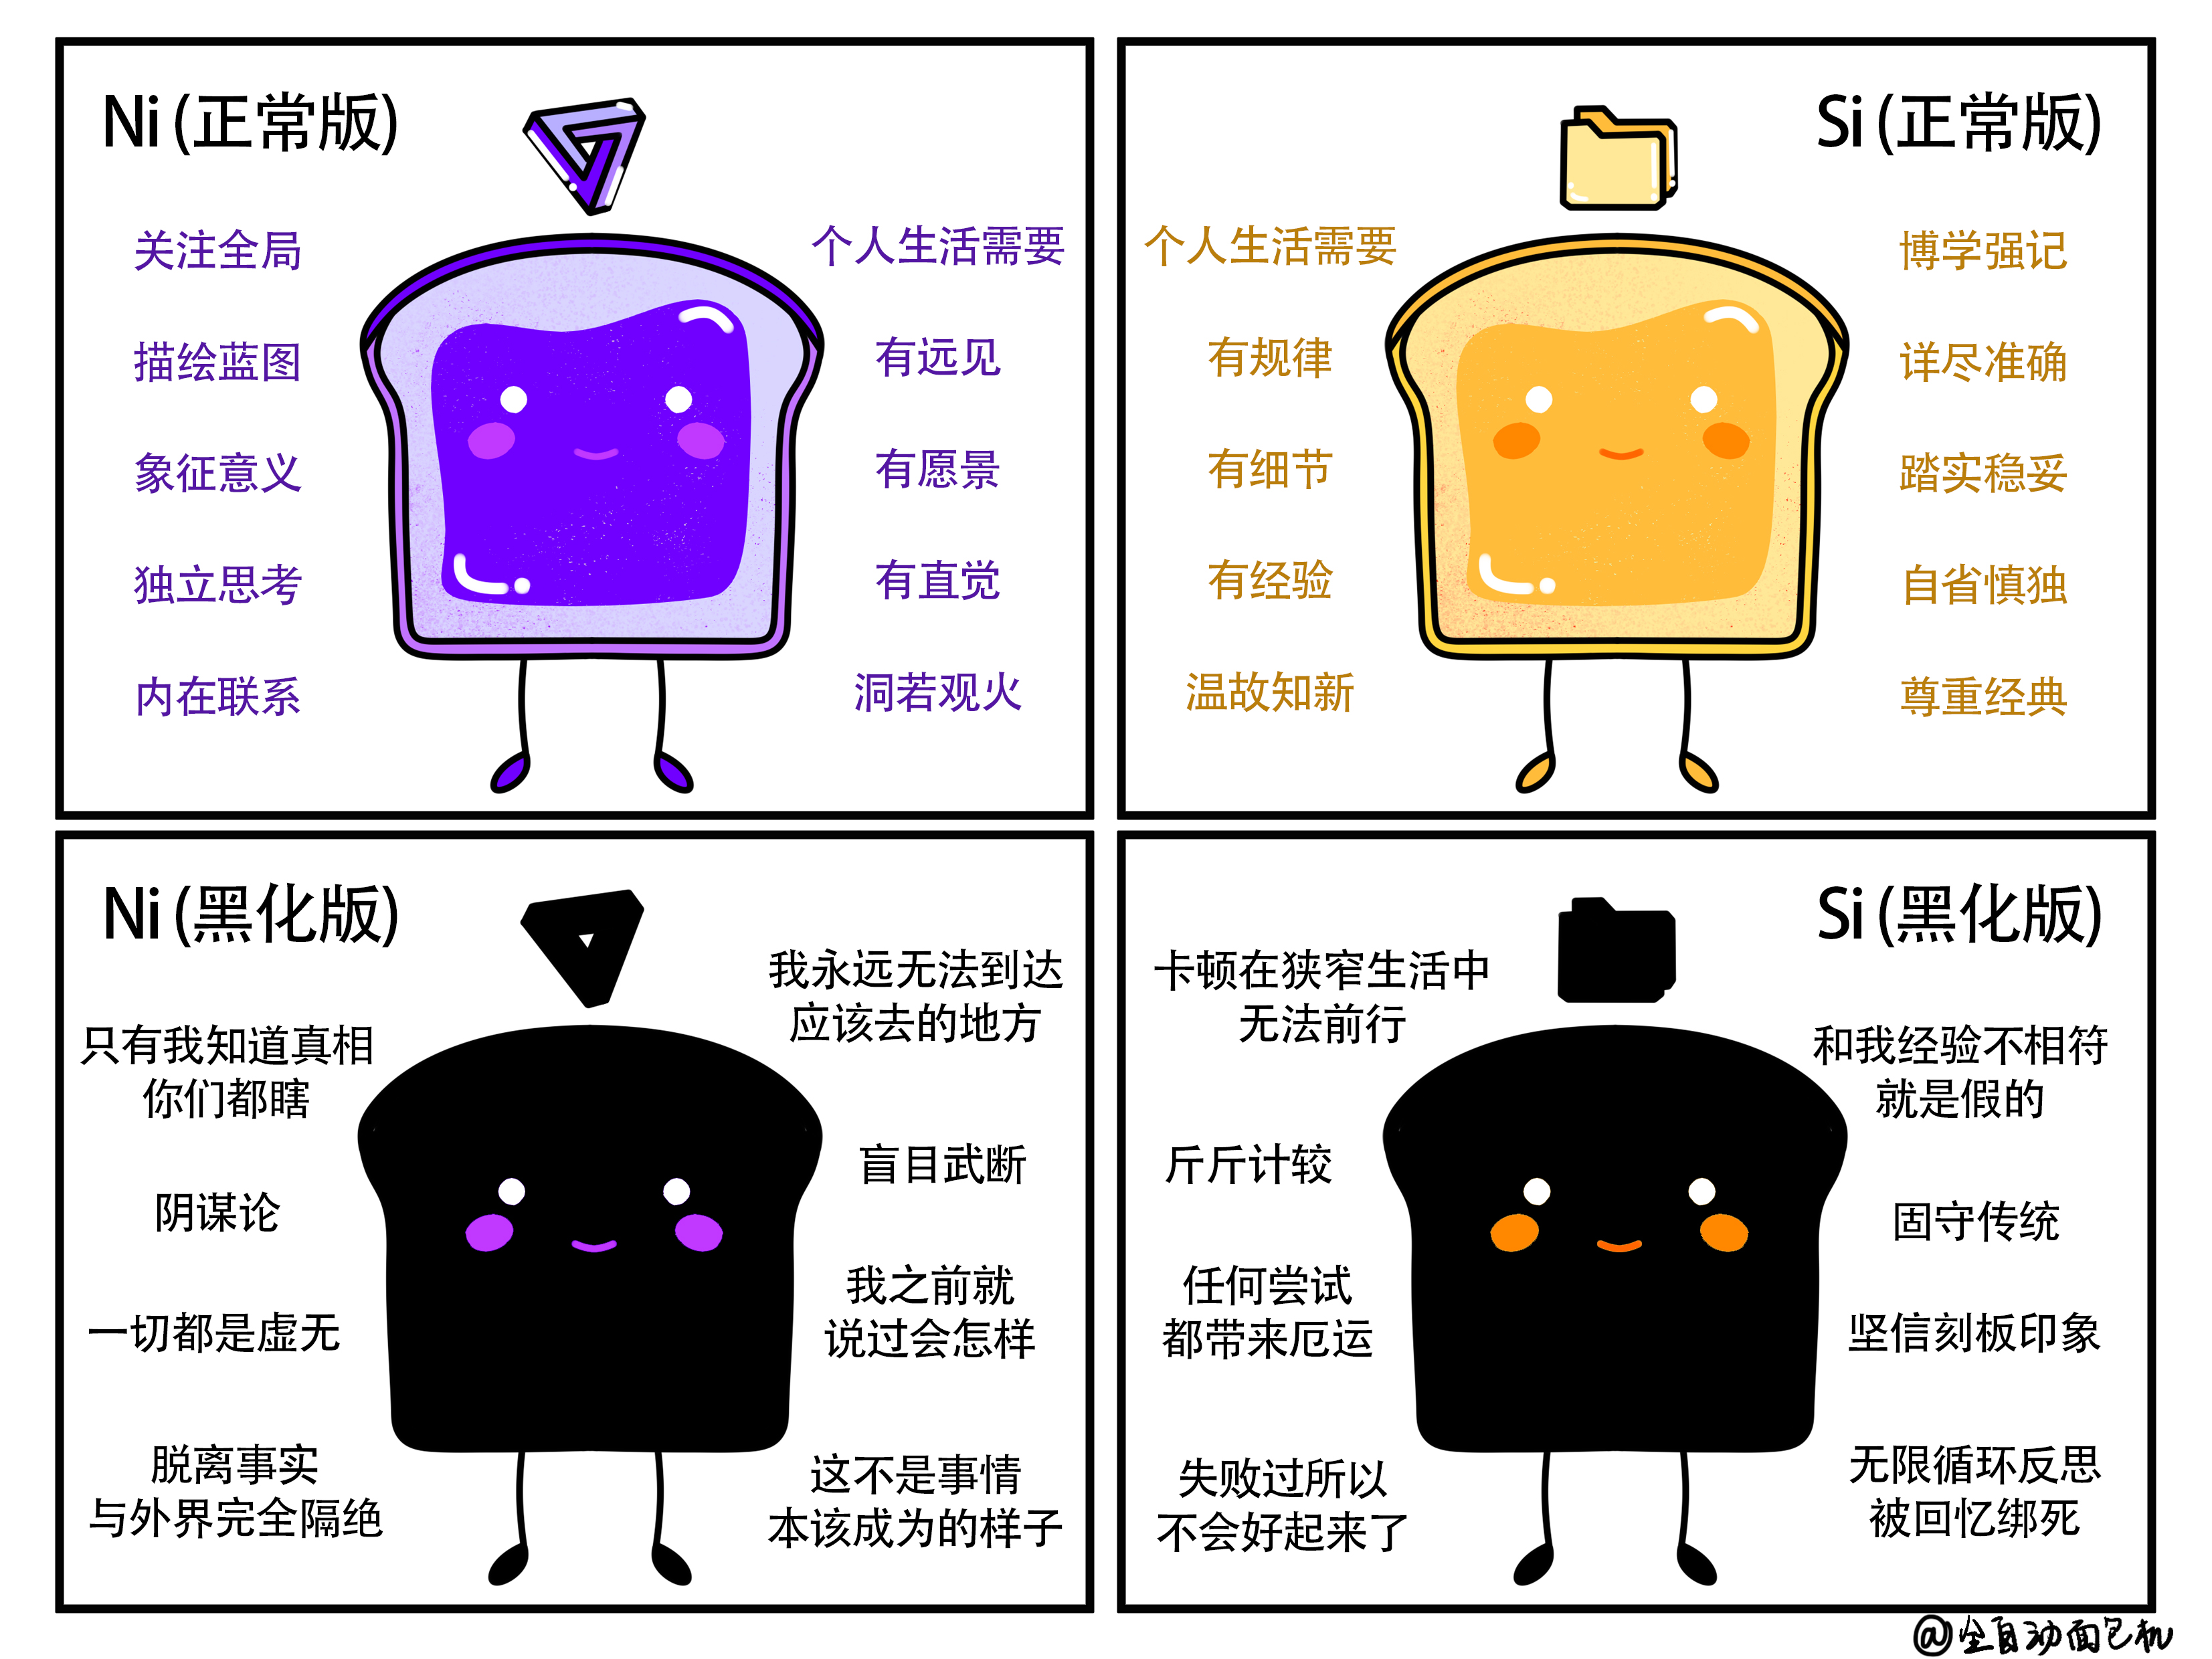 Ni (正常版)
关注全局
描绘蓝图
象征意义
独立思考
内在联系
个人生活需要
有远见
有愿景
有直觉
洞若观火
Si (正常版)
个人生活需要
有规律
有细节
有经验
温故知新
博学强记
详尽准确
踏实稳妥
自省慎独
尊重经典
Ni (黑化版)
只有我知道真相
你们都瞎
阴谋论
一切都是虚无
脱离事实
与外界完全隔绝
我永远无法到达
应该去的地方
盲目武断
我之前就
说过会怎样
这不是事情
本该成为的样子
Si (黑化版)
卡顿在狭窄生活中
无法前行
斤斤计较
任何尝试
都带来厄运
失败过所以
不会好起来了
和我经验不相符
就是假的
固守传统
坚信刻板印象
无限循环反思
被回忆绑死
@全自动面包机